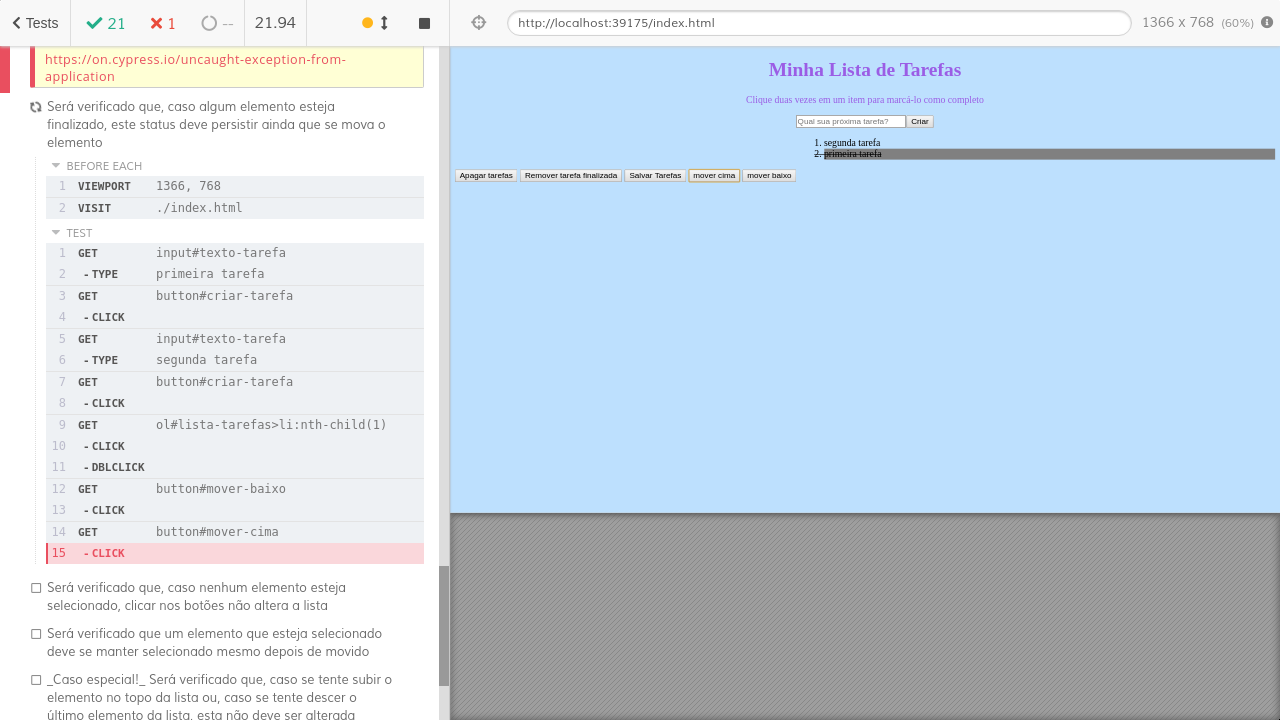 Tests 21 1 -- 21.94
http://localhost:39175/index.html 1366 x 768 (60%)
https://on.cypress.io/uncaught-exception-from-
application
Será verificado que, caso algum elemento esteja
finalizado, este status deve persistir ainda que se mova o
elemento
BEFORE EACH
1 VIEWPORT 1366, 768
2 VISIT ./index.html
TEST
1 GET input#texto-tarefa
2 -TYPE primeira tarefa
3 GET button#criar-tarefa
4 -CLICK
5 GET input#texto-tarefa
6 -TYPE segunda tarefa
7 GET button#criar-tarefa
8 -CLICK
9 GET ol#lista-tarefas>li:nth-child(1)
10 -CLICK
11 -DBLCLICK
12 GET button#mover-baixo
13 -CLICK
14 GET button#mover-cima
15 -CLICK
Será verificado que, caso nenhum elemento esteja
selecionado, clicar nos botões não altera a lista
Será verificado que um elemento que esteja selecionado
deve se manter selecionado mesmo depois de movido
_Caso especial!_ Será verificado que, caso se tente subir o
elemento no topo da lista ou, caso se tente descer o
último elemento da lista, esta não deve ser alterada
Minha Lista de Tarefas
Clique duas vezes em um item para marcá-lo como completo
Qual sua próxima tarefa? Criar
1. segunda tarefa
2. primeira tarefa
Apagar tarefas Remover tarefa finalizada Salvar Tarefas mover cima mover baixo